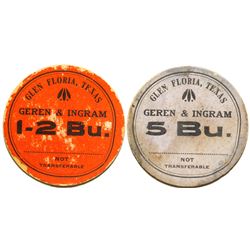 GLEN FLORIA, TEXAS
GEREN & INGRAM
1-2 Bu.
NOT
TRANSFERABLE
GLEN FLORIA, TEXAS
GEREN & INGRAM
5 Bu.
NOT
TRANSFERABLE